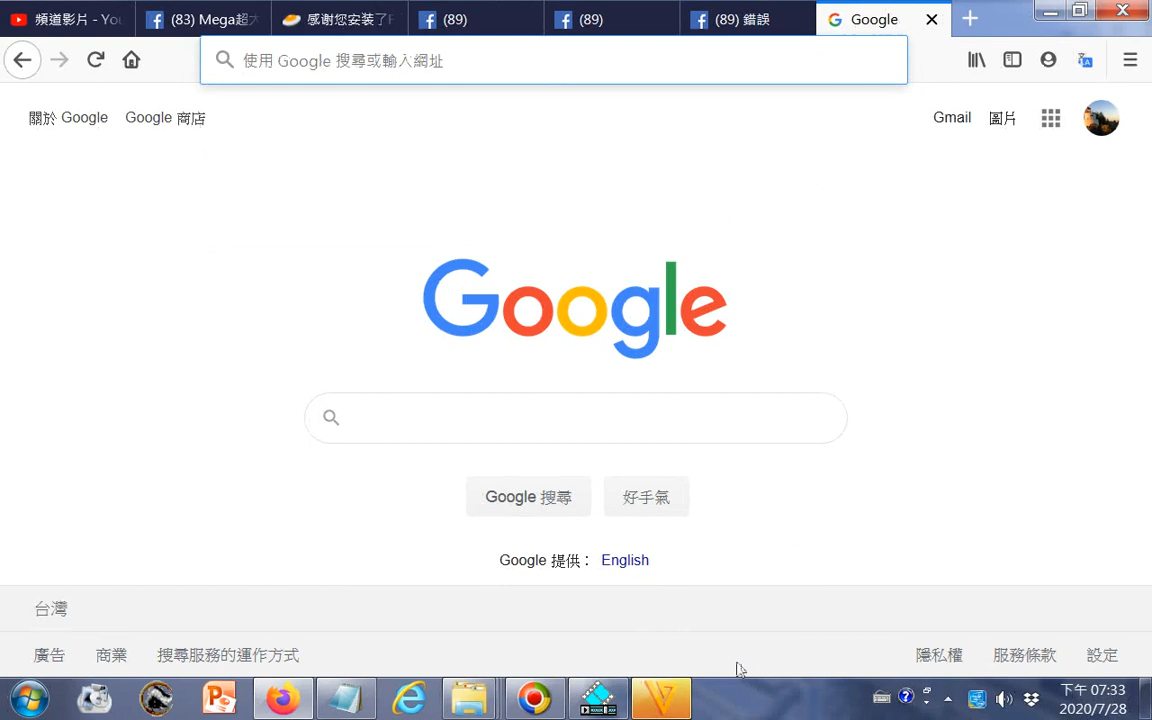 頻道影片 - You
(83) Mega超大
感谢您安装了F
(89)
(89)
(89) 錯誤
Google
使用 Google 搜尋或輸入網址
關於 Google
Google 商店
Gmail
圖片
Google
Google 搜尋
好手氣
Google 提供： English
台灣
廣告
商業
搜尋服務的運作方式
隱私權
服務條款
設定
下午 07:33
2020/7/28